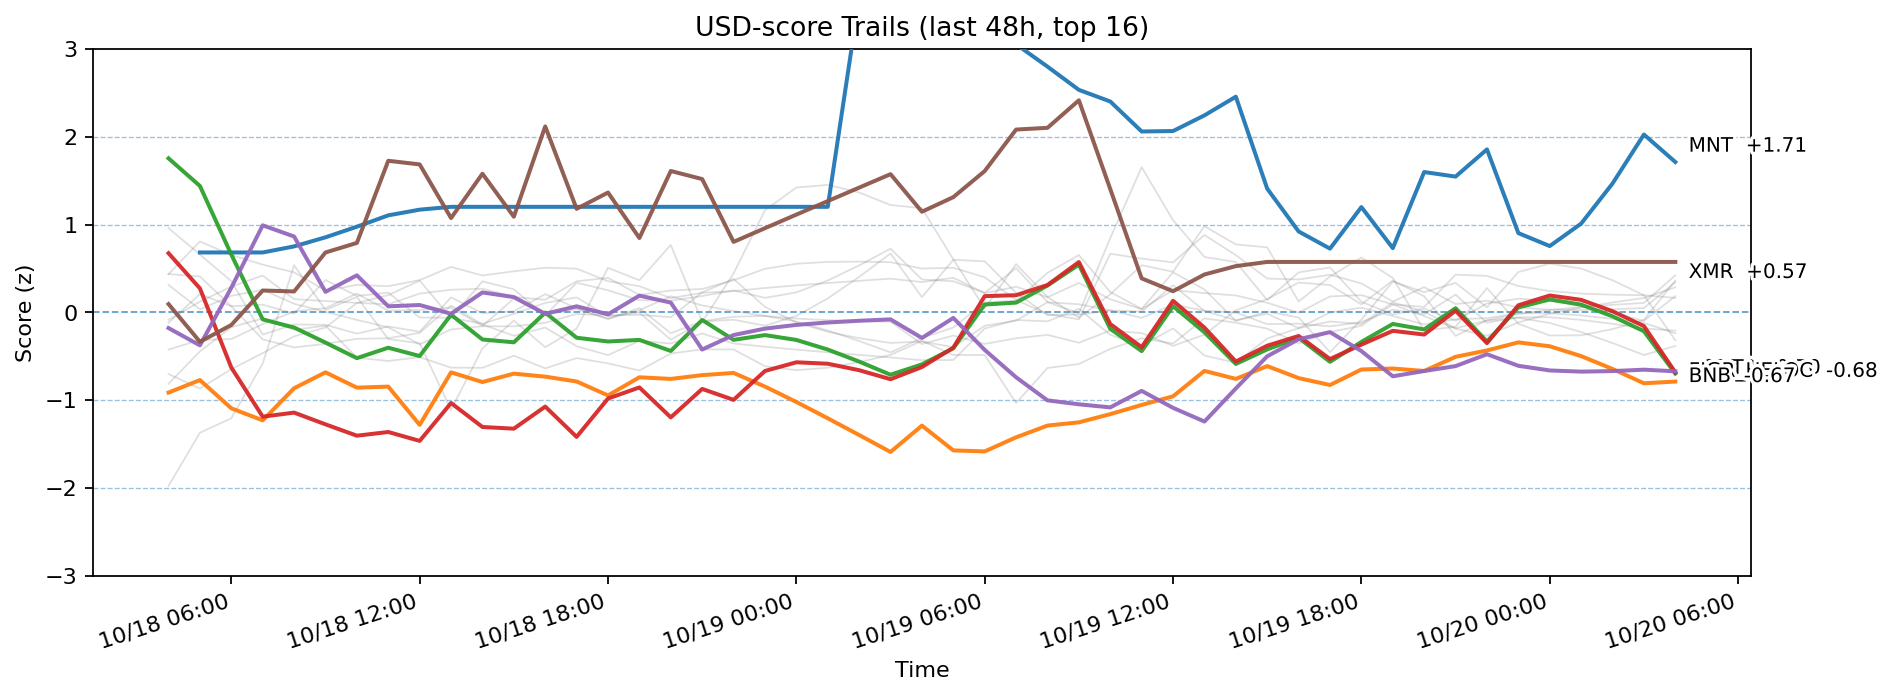 USD-score Trails (last 48h, top 16)
Score (z)
3
2
1
0
−1
−2
−3
MNT +1.71
XMR +0.57
-0.68
BNB -0.67
10/18 06:00
10/18 12:00
10/18 18:00
10/19 00:00
10/19 06:00
10/19 12:00
10/19 18:00
10/20 00:00
10/20 06:00
Time